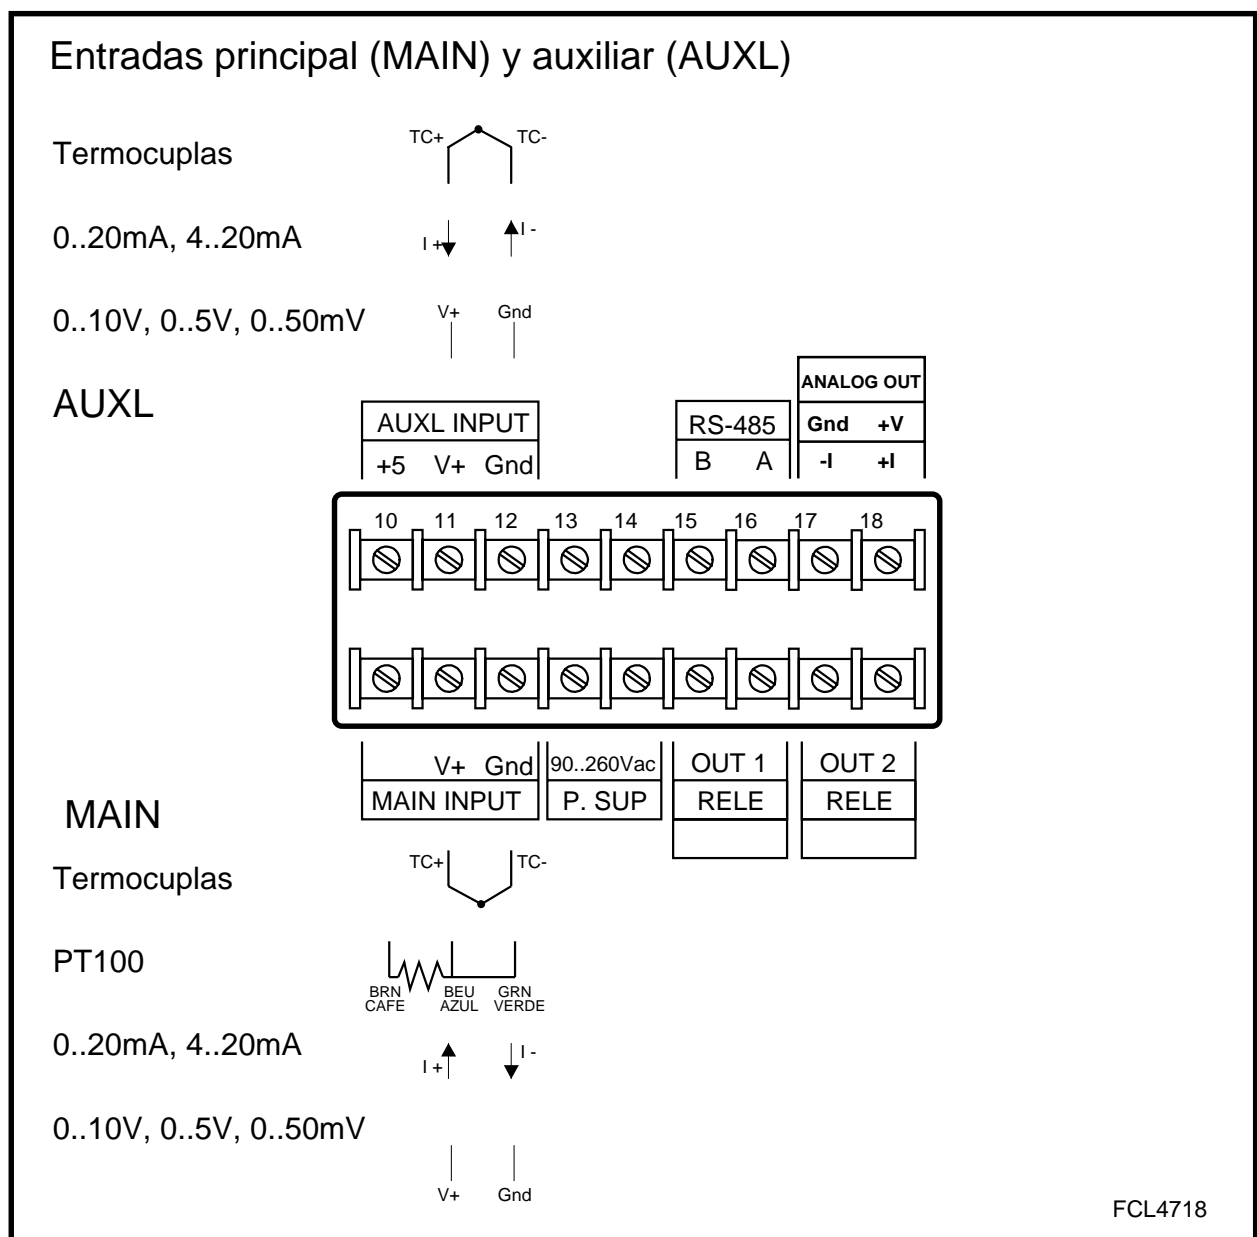 Entradas principal (MAIN) y auxiliar (AUXL)
Termocuplas
TC+ TC-
0..20mA, 4..20mA
I + I -
0..10V, 0..5V, 0..50mV
V+ Gnd
AUXL
AUXL INPUT
+5 V+ Gnd
RS-485
B A
ANALOG OUT
Gnd +V
-I +I
10 11 12 13 14 15 16 17 18
V+ Gnd
MAIN INPUT
90..260Vac
P. SUP
OUT 1
RELE
OUT 2
RELE
MAIN
Termocuplas
TC+ TC-
PT100
BRN CAFE
BEU AZUL
GRN VERDE
0..20mA, 4..20mA
I + I -
0..10V, 0..5V, 0..50mV
V+ Gnd
FCL4718